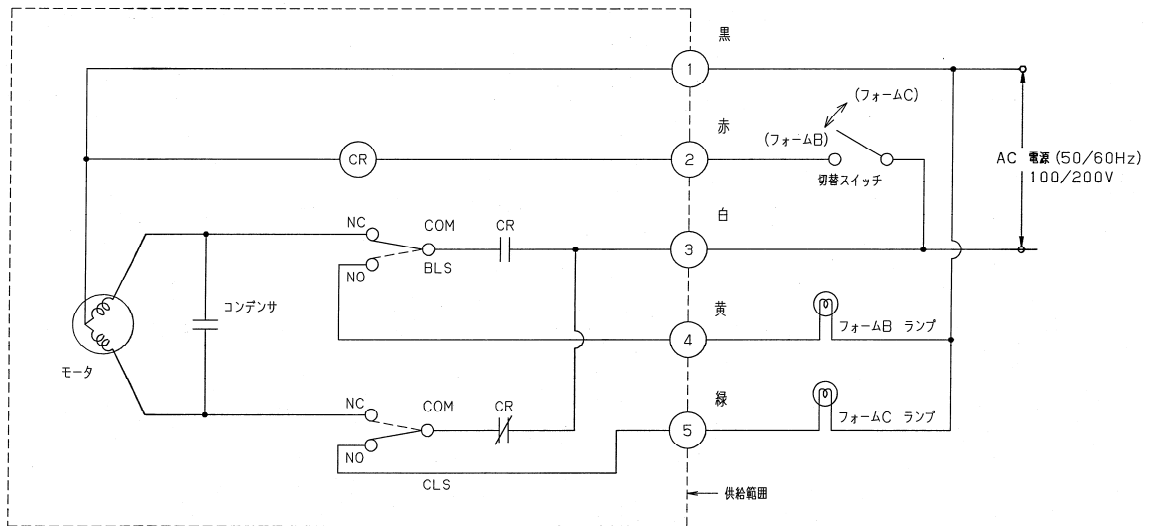 黒
1
(フォームC)
赤
(フォームB)
CR
2
切替スイッチ
AC 電源(50/60Hz)
100/200V
白
NC
COM
CR
3
NO
BLS
コンデンサ
黄
4
フォームB ランプ
モータ
緑
NC
COM
CR
5
フォームC ランプ
NO
CLS
供給範囲